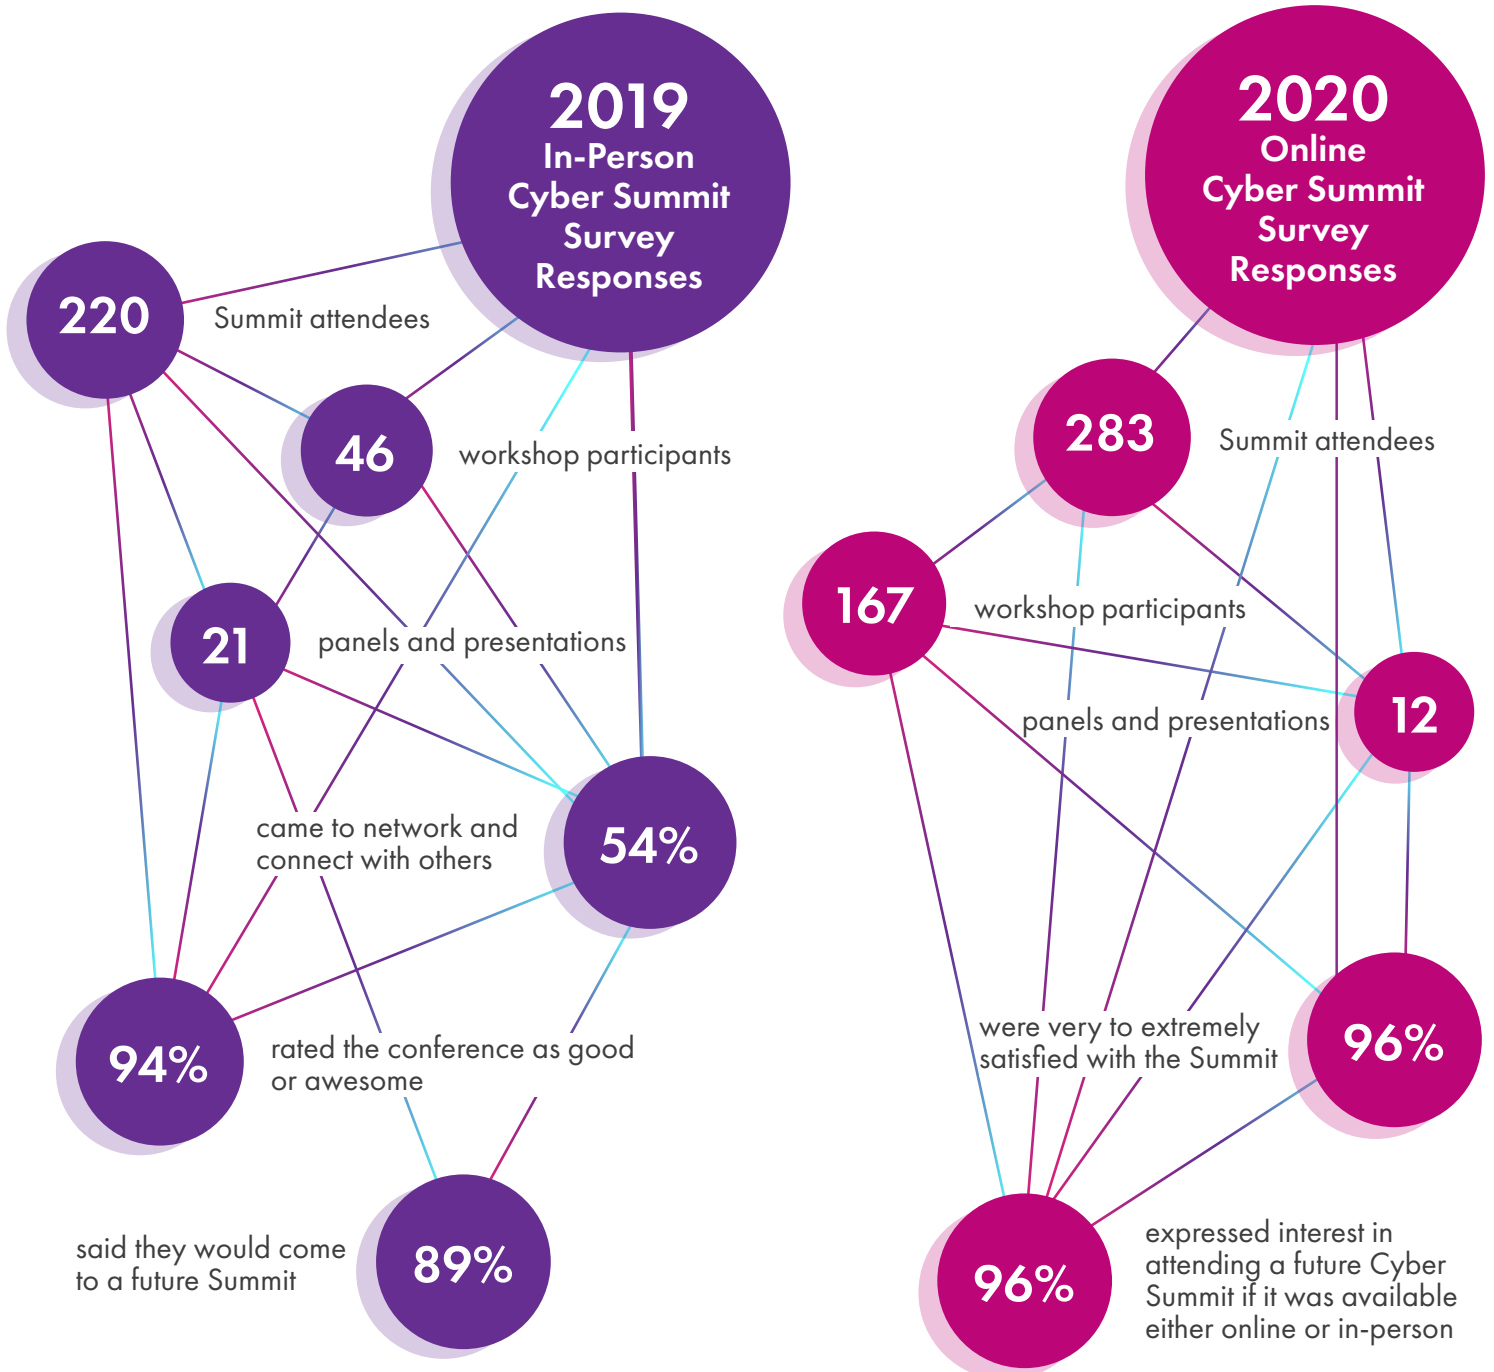 2019
In-Person
Cyber Summit
Survey
Responses
220
Summit attendees
46
workshop participants
21
panels and presentations
54%
came to network and
connect with others
94%
rated the conference as good
or awesome
89%
said they would come
to a future Summit
2020
Online
Cyber Summit
Survey
Responses
283
Summit attendees
167
workshop participants
12
panels and presentations
96%
were very to extremely
satisfied with the Summit
96%
expressed interest in
attending a future Cyber
Summit if it was available
either online or in-person